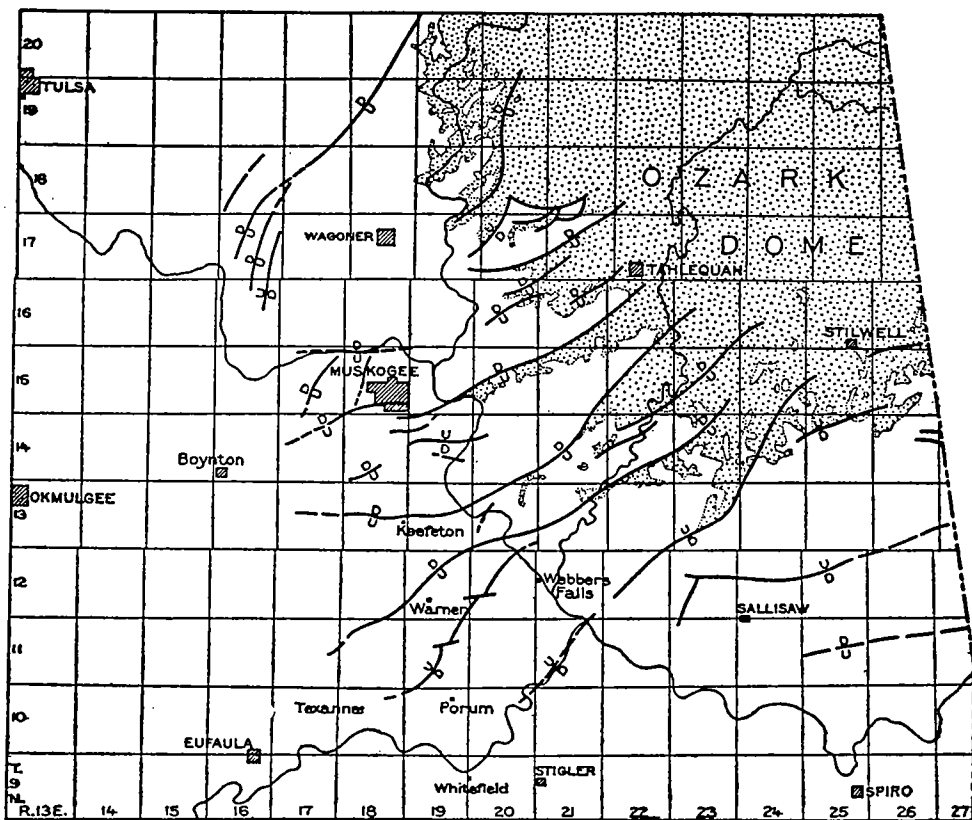 20
TULSA
19
18
OZARK
17
WAGONER
DOME
TAHLEQUAH
16
STILWELL
15
MUSKOGEE
14
Boynton
OKMULGEE
13
Keefeton
12
Webbers
Falls
Warner
SALLISAW
11
10
Texanna
Porum
EUFAULA
T.
9
N.
STIGLER
Whitefield
SPIRO
R.13E. 14 15 16 17 18 19 20 21 22 23 24 25 26 27